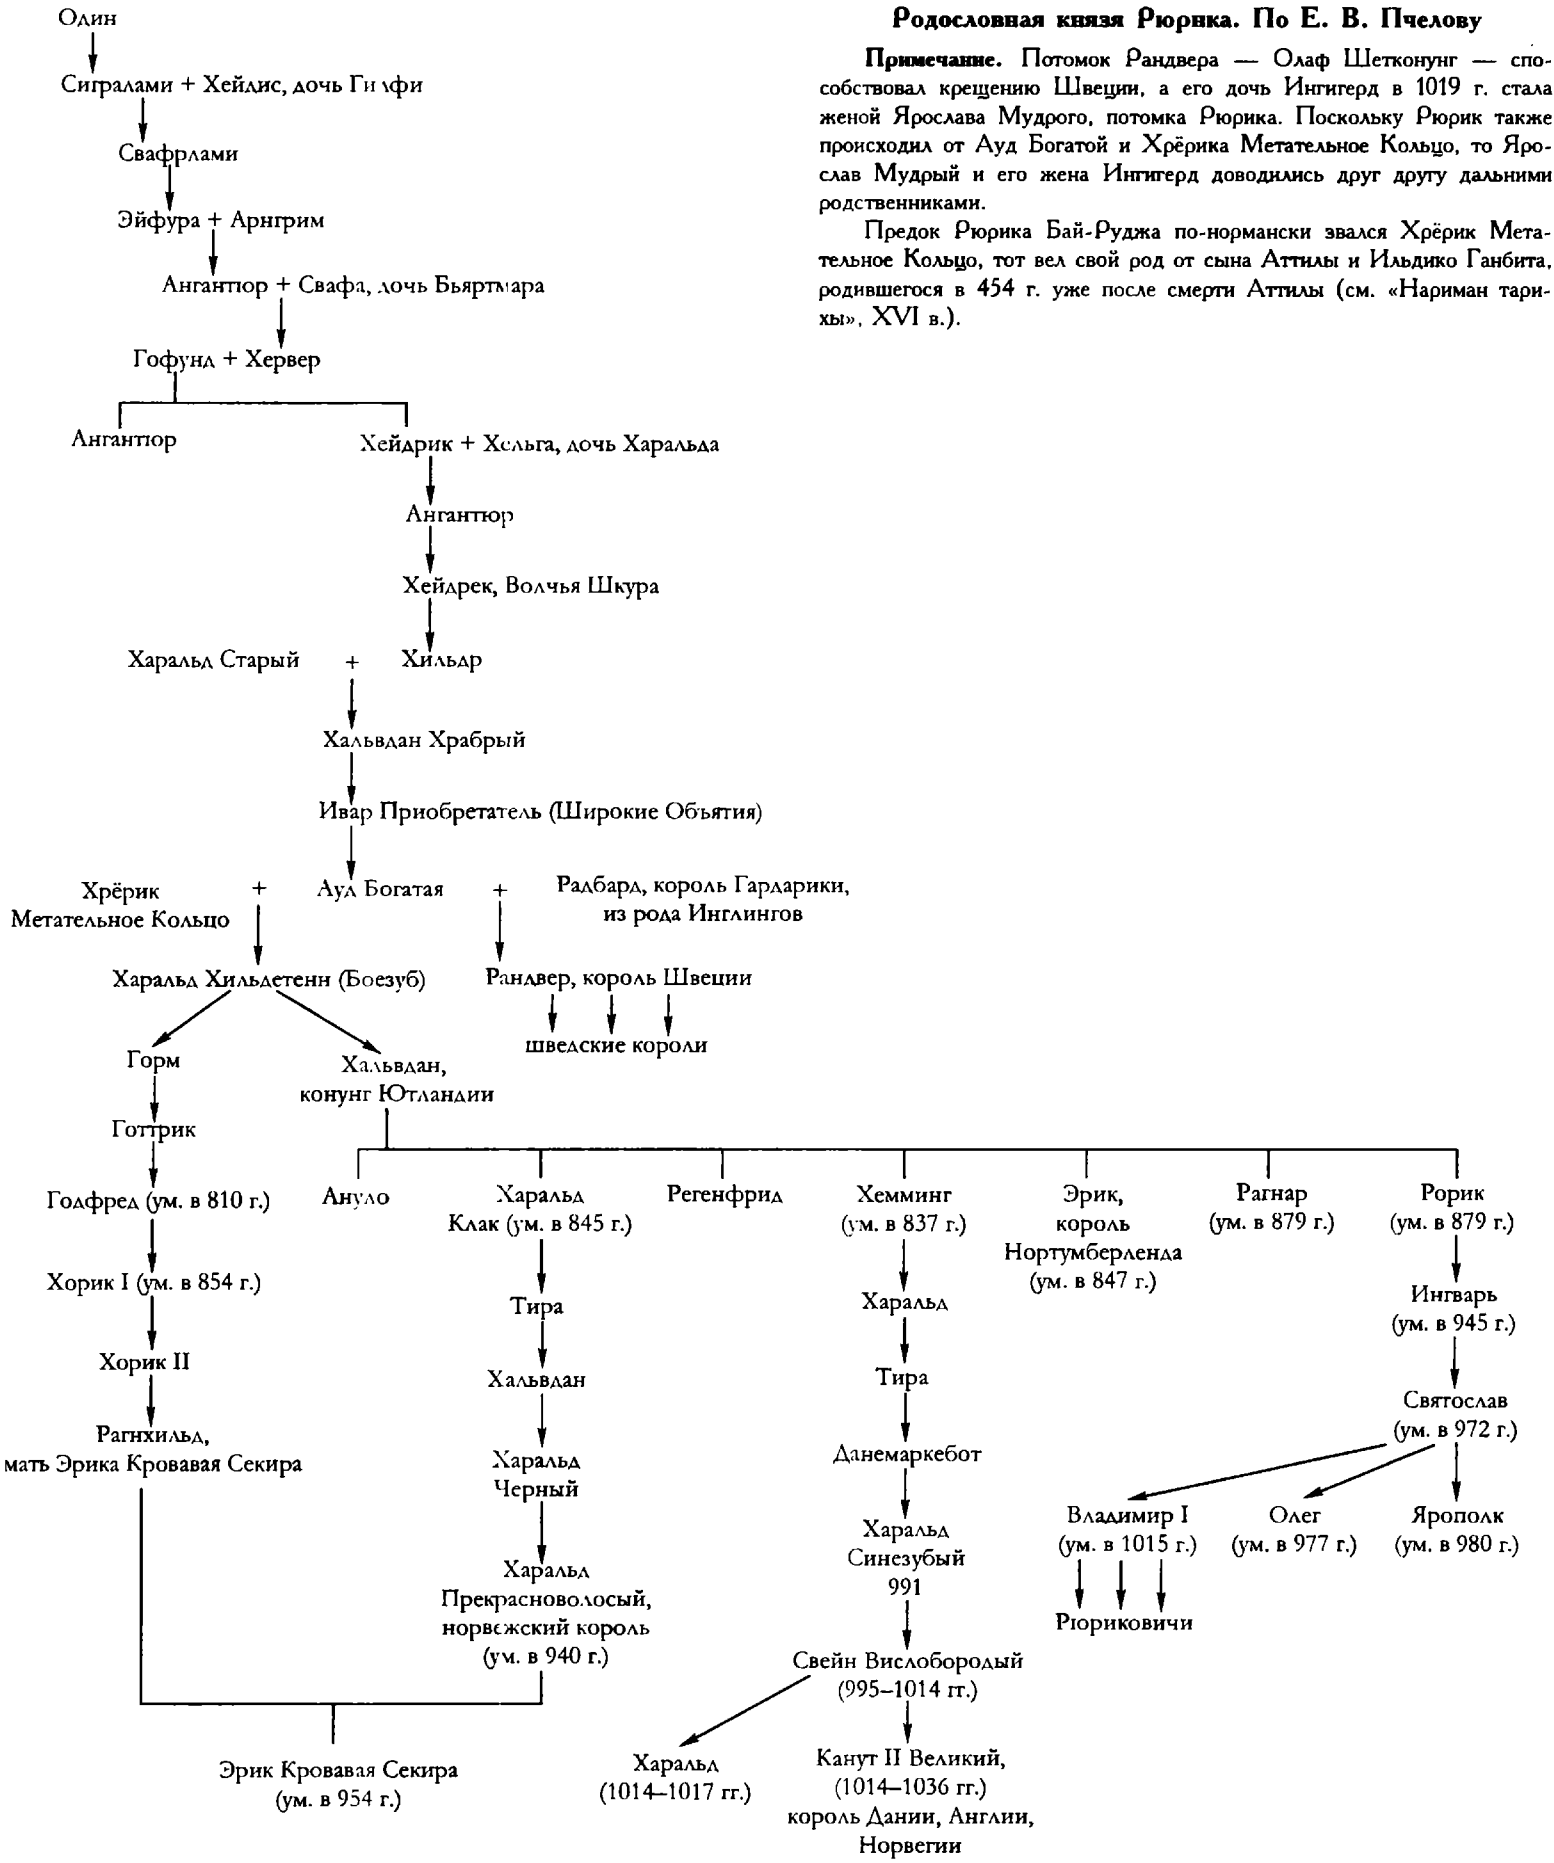 Один
Родословная князя Рюрика. По Е. В. Пчелову
Примечание. Потомок Рандвера — Олаф Шетконунг — спо-
собствовал крещению Швеции, а его дочь Ингигерд в 1019 г. стала
женой Ярослава Мудрого, потомка Рюрика. Поскольку Рюрик также
происходил от Ауд Богатой и Хрёрика Метательное Кольцо, то Яро-
слав Мудрый и его жена Ингигерд доводились друг другу дальними
родственниками.
Предок Рюрика Бай-Руджа по-нормански звался Хрёрик Мета-
тельное Кольцо, тот вел свой род от сына Аттилы и Ильдико Ганбита,
родившегося в 454 г. уже после смерти Аттилы (см. «Нариман тари-
хы», XVI в.).
Сигралами + Хейдис, дочь Гилфи
Свафрлами
Эйфура + Арнгрим
Ангантюр + Свафа, дочь Бьяртмара
Гофунд + Хервер
Ангантюр
Хейдрик + Хельга, дочь Харальда
Ангантюр
Хейдрек, Волчья Шкура
Харальд Старый + Хильдр
Хальвдан Храбрый
Ивар Приобретатель (Широкие Объятия)
Хрёрик
Метательное Кольцо
+
Ауд Богатая
+
Радбард, король Гардарики,
из рода Инглингов
Харальд Хильдетенн (Боезуб)
Рандвер, король Швеции
шведские короли
Горм
Хальвдан,
конунг Ютландии
Готтрик
Годфред (ум. в 810 г.)
Хорик I (ум. в 854 г.)
Хорик II
Рагнхильд,
мать Эрика Кровавая Секира
Ануло
Харальд
Клак (ум. в 845 г.)
Тира
Хальвдан
Харальд
Черный
Харальд
Прекрасноволосый,
норвежский король
(ум. в 940 г.)
Эрик Кровавая Секира
(ум. в 954 г.)
Регенфрид
Хемминг
(ум. в 837 г.)
Харальд
Тира
Данемаркебот
Харальд
Синезубый
991
Свейн Вислобородый
(995–1014 гг.)
Харальд
(1014–1017 гг.)
Канут II Великий,
(1014–1036 гг.)
король Дании, Англии,
Норвегии
Эрик,
король
Нортумберленда
(ум. в 847 г.)
Рагнар
(ум. в 879 г.)
Рорик
(ум. в 879 г.)
Ингварь
(ум. в 945 г.)
Святослав
(ум. в 972 г.)
Владимир I
(ум. в 1015 г.)
Рюриковичи
Олег
(ум. в 977 г.)
Ярополк
(ум. в 980 г.)